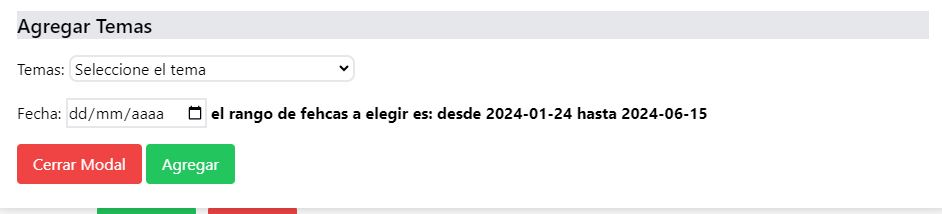 Agregar Temas
Temas: Seleccione el tema
Fecha: dd/mm/aaaa el rango de fehcas a elegir es: desde 2024-01-24 hasta 2024-06-15
Cerrar Modal Agregar